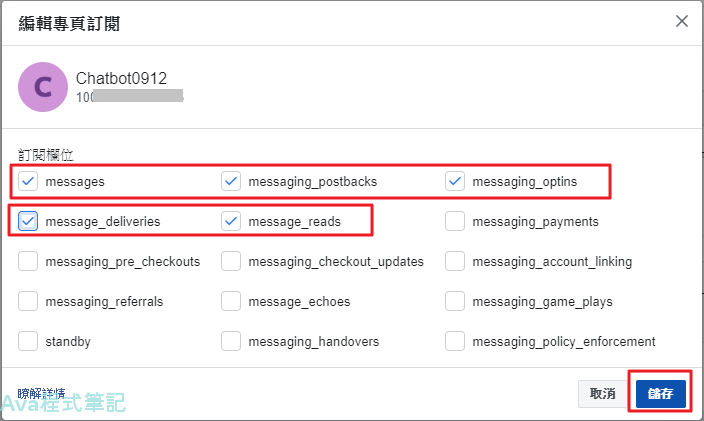 編輯專頁訂閱
C
Chatbot0912
100
訂閱欄位
messages messaging_postbacks messaging_optins
message_deliveries message_reads messaging_payments
messaging_pre_checkouts messaging_checkout_updates messaging_account_linking
messaging_referrals message_echoes messaging_game_plays
standby messaging_handovers messaging_policy_enforcement
瞭解詳情 取消 儲存
Ava程式筆記